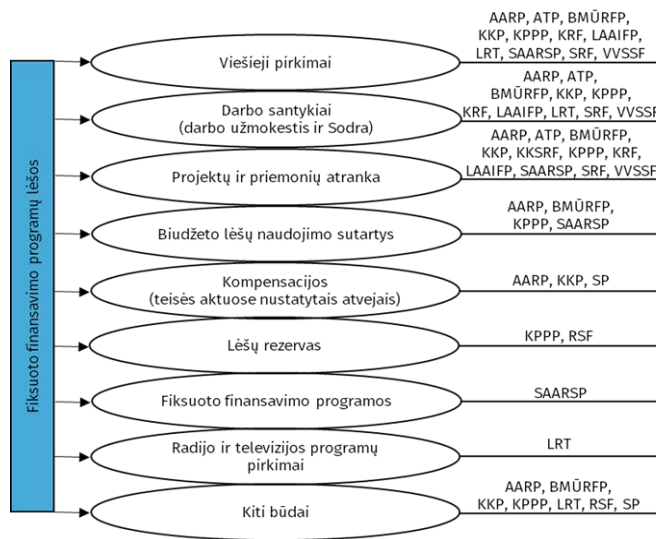 Fiksuoto finansavimo programų lėšos
Viešieji pirkimai
AARP, ATP, BMŪRFP,
KKP, KPPP, KRF, LAAIFP,
LRT, SAARSP, SRF, VVSSF
Darbo santykiai
(darbo užmokestis ir Sodra)
AARP, ATP,
BMŪRFP, KKP, KPPP,
KRF, LAAIFP, LRT, SRF, VVSSF
Projektų ir priemonių atranka
AARP, ATP, BMŪRFP,
KKP, KKSRF, KPPP, KRF,
LAAIFP, SAARSP, SRF, VVSSF
Biudžeto lėšų naudojimo sutartys
AARP, BMŪRFP,
KPPP, SAARSP
Kompensacijos
(teisės aktuose nustatytais atvejais)
AARP, KKP, SP
Lėšų rezervas
KPPP, RSF
Fiksuoto finansavimo programos
SAARSP
Radijo ir televizijos programų
pirkimai
LRT
Kiti būdai
AARP, BMŪRFP,
KKP, KPPP, LRT, RSF, SP